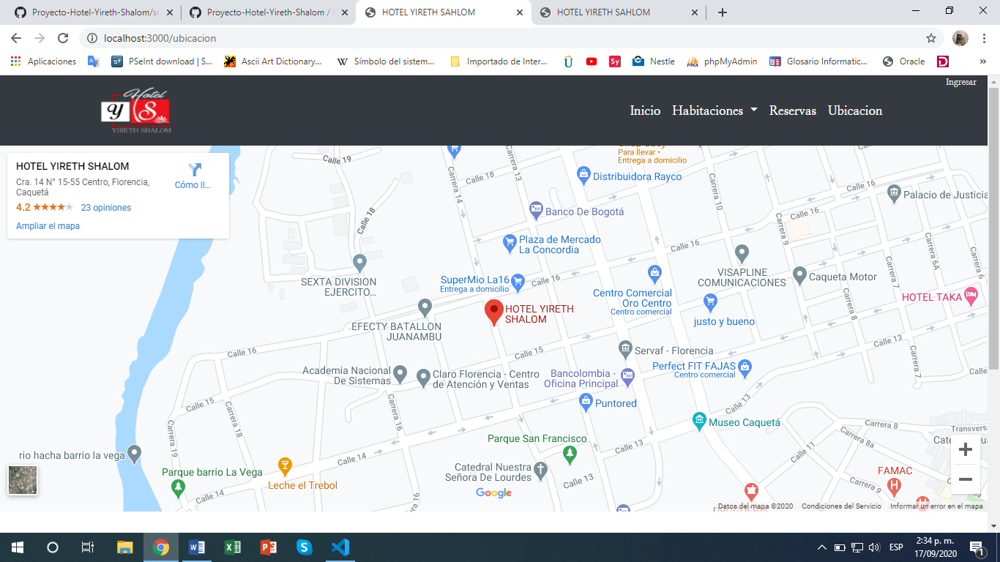 Proyecto-Hotel-Yireth-Shalom/sr
Proyecto-Hotel-Yireth-Shalom /
HOTEL YIRETH SAHLOM
HOTEL YIRETH SAHLOM
localhost:3000/ubicacion
Aplicaciones
PSeInt download | S...
Ascii Art Dictionary...
Símbolo del sistem...
Importado de Inter...
Nestle
phpMyAdmin
Glosario Informatic...
Oracle
»
Ingresar
Hotel
Y S
YIRETH SHALOM
Inicio
Habitaciones
Reservas
Ubicacion
HOTEL YIRETH SHALOM
Cra. 14 N° 15-55 Centro, Florencia,
Caquetá
4.2
23 opiniones
Ampliar el mapa
Cómo ll...
Calle 19
Carrera 14
Carrera 13
Calle 18
Para llevar •
Entrega a domicilio
Distribuidora Rayco
Calle 18
Calle 16
Palacio de Justicia
Carrera 10
Banco De Bogotá
Calle 16
Carrera 9
Plaza de Mercado
La Concordia
Calle 16
Carrera 7
Carrera 6A
SEXTA DIVISION
EJERCITO...
SuperMio La16
Entrega a domicilio
Calle 16
VISAPLINE
COMUNICACIONES
Caqueta Motor
Centro Comercial
Oro Centro
Centro comercial
HOTEL TAKA
justo y bueno
Carrera 8
HOTEL YIRETH
SHALOM
EFECTY BATALLON
JUANAMBU
Calle 16
Calle 15
Servaf - Florencia
Calle 13
Perfect FIT FAJAS
Centro comercial
Carrera 7
Academia Nacional
De Sistemas
Claro Florencia - Centro
de Atención y Ventas
Bancolombia -
Oficina Principal
Puntored
Calle 15
Calle 13
Carrera 19
Carrera 18
Carrera 16
Museo Caquetá
Carrera 8
Transvers
Parque San Francisco
Calle 13
Calle 11
Carrera 8a
rio hacha barrio la vega
Calle 14
Parque barrio La Vega
Leche el Trebol
Catedral Nuestra
Señora De Lourdes
Calle 13
FAMAC
Carrera 9
Calle 14
Google
Datos del mapa ©2020
Condiciones del Servicio
Informar un error en el mapa
ESP
2:34 p. m.
17/09/2020
1